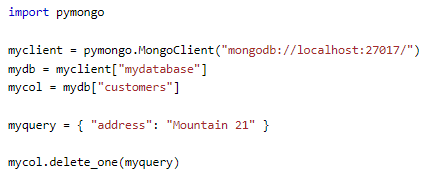 import pymongo
myclient = pymongo.MongoClient("mongodb://localhost:27017/")
mydb = myclient["mydatabase"]
mycol = mydb["customers"]
myquery = { "address": "Mountain 21" }
mycol.delete_one(myquery)